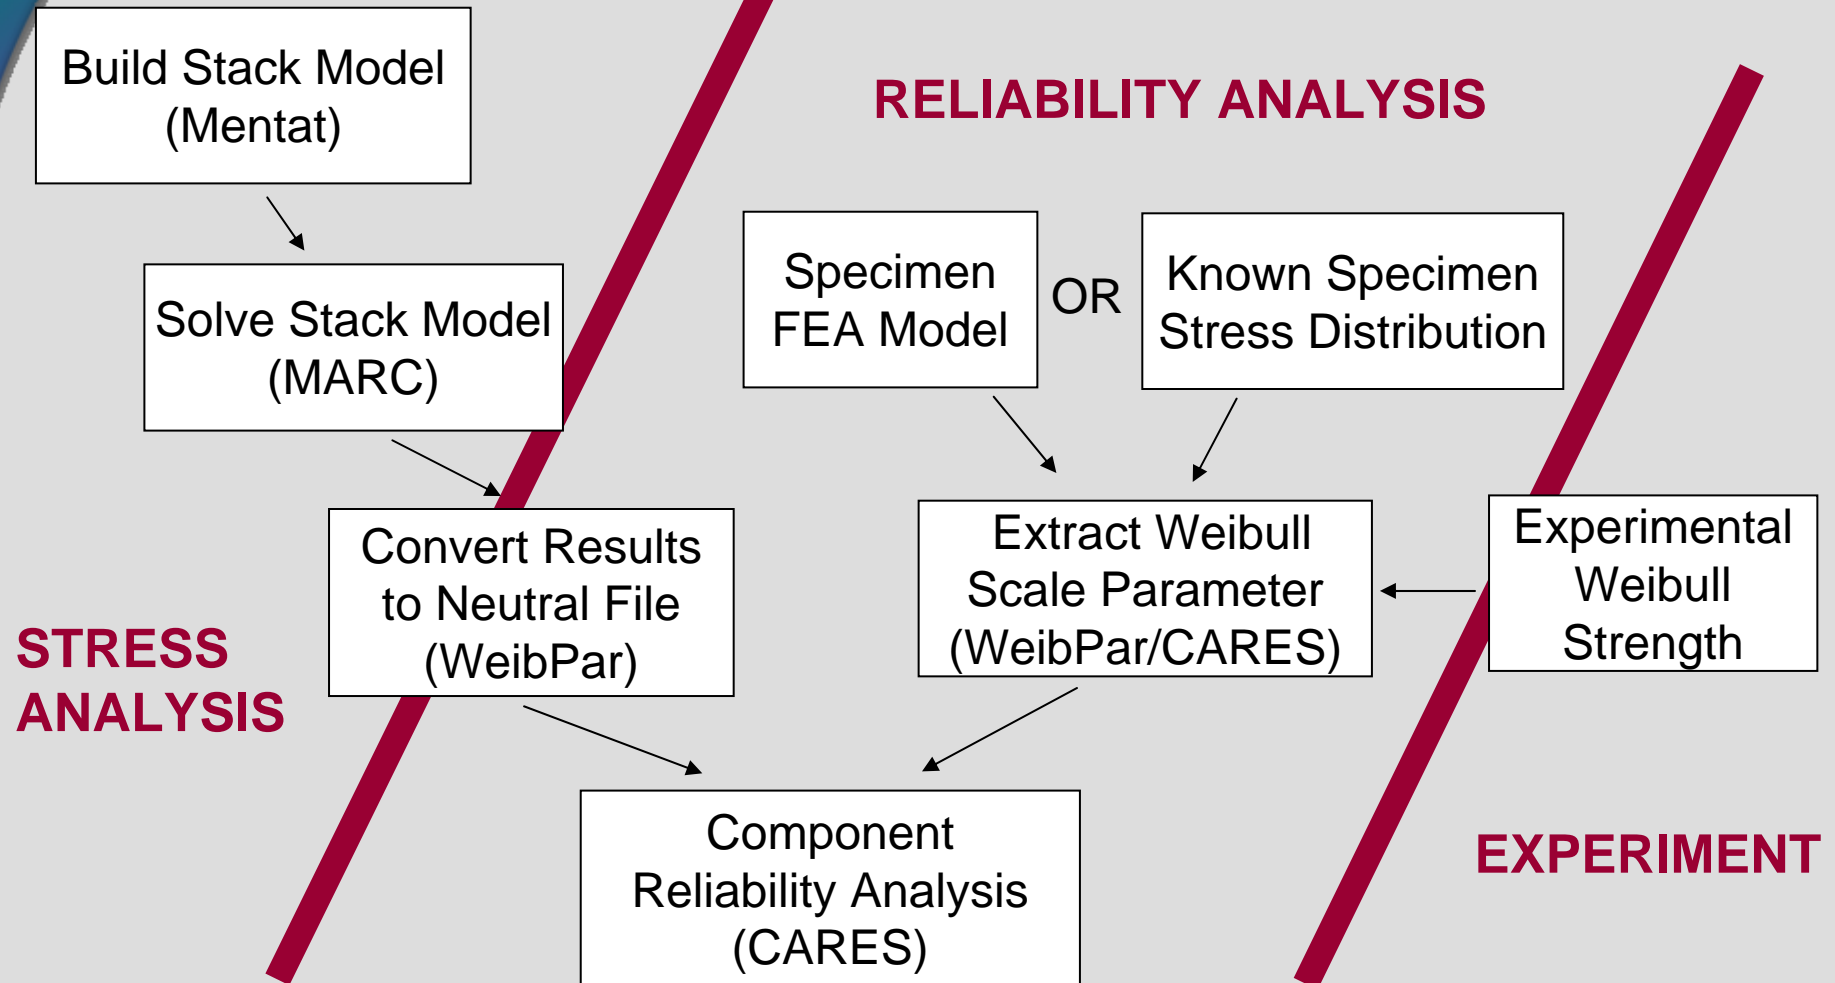 Build Stack Model
(Mentat)
RELIABILITY ANALYSIS
Solve Stack Model
(MARC)
Specimen
FEA Model
OR
Known Specimen
Stress Distribution
Convert Results
to Neutral File
(WeibPar)
Extract Weibull
Scale Parameter
(WeibPar/CARES)
Experimental
Weibull
Strength
STRESS
ANALYSIS
Component
Reliability Analysis
(CARES)
EXPERIMENT